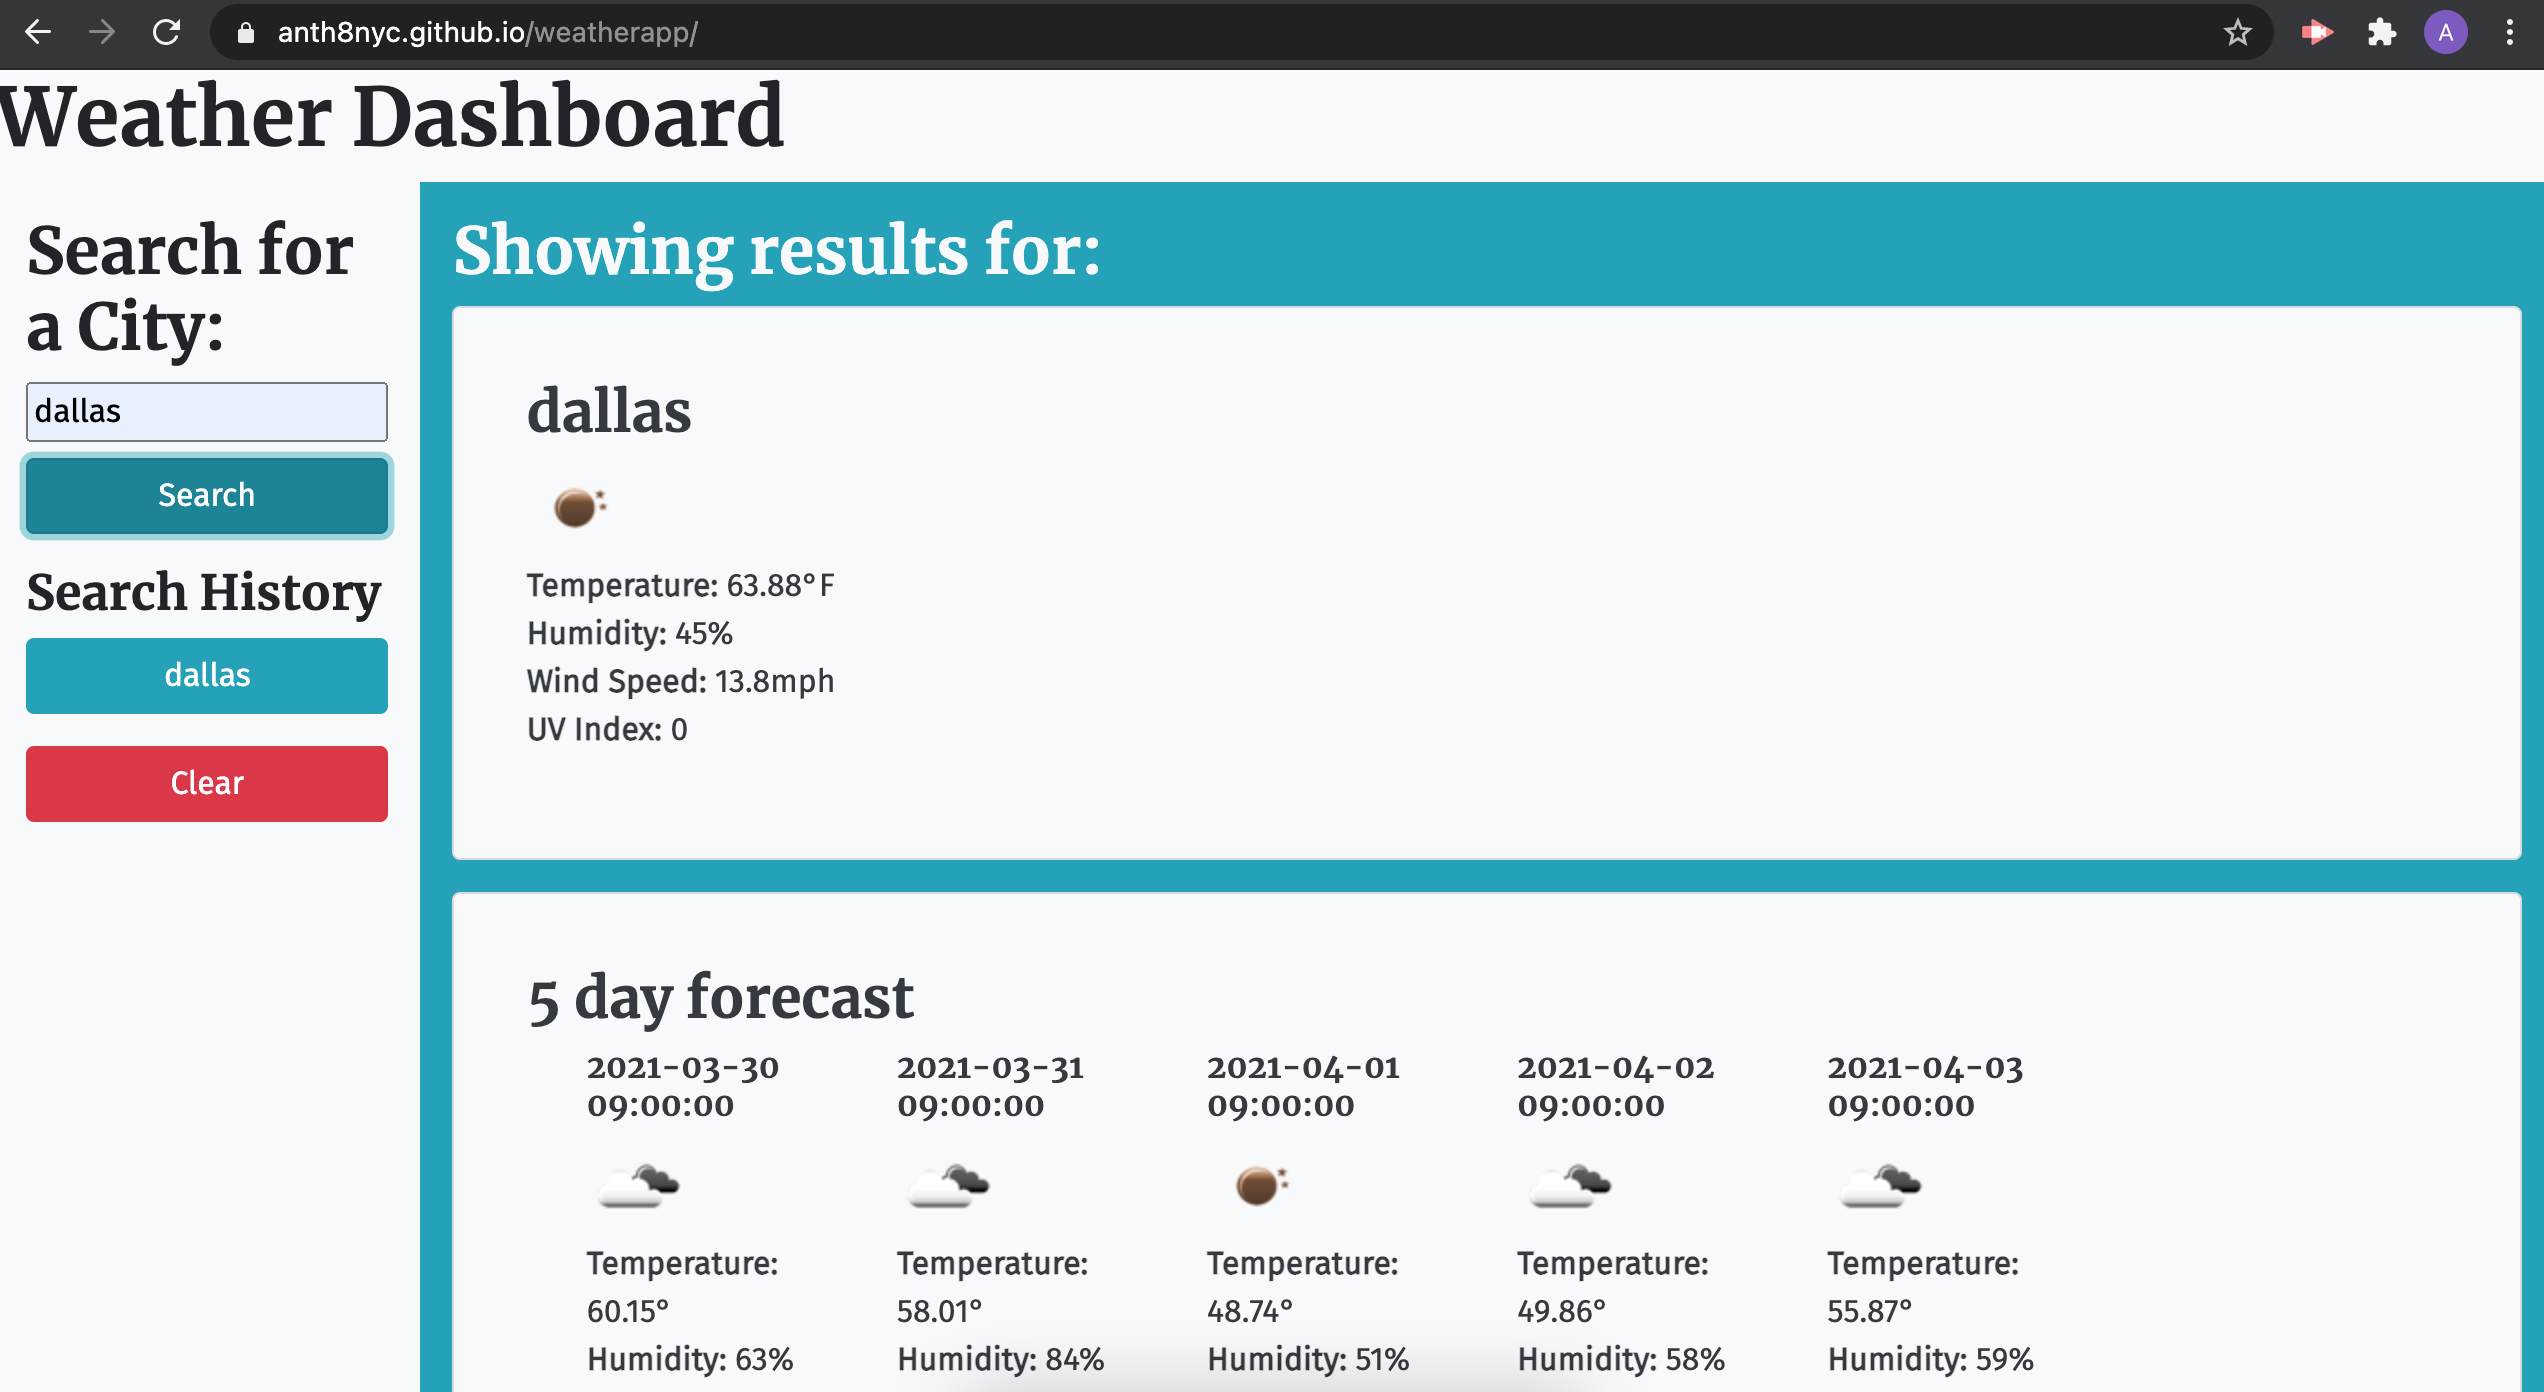 anth8nyc.github.io/weatherapp/
A
Weather Dashboard
Search for
a City:
dallas
Search
Search History
dallas
Clear
Showing results for:
dallas
Temperature: 63.88°F
Humidity: 45%
Wind Speed: 13.8mph
UV Index: 0
5 day forecast
2021-03-30
09:00:00
Temperature:
60.15°
Humidity: 63%
2021-03-31
09:00:00
Temperature:
58.01°
Humidity: 84%
2021-04-01
09:00:00
Temperature:
48.74°
Humidity: 51%
2021-04-02
09:00:00
Temperature:
49.86°
Humidity: 58%
2021-04-03
09:00:00
Temperature:
55.87°
Humidity: 59%